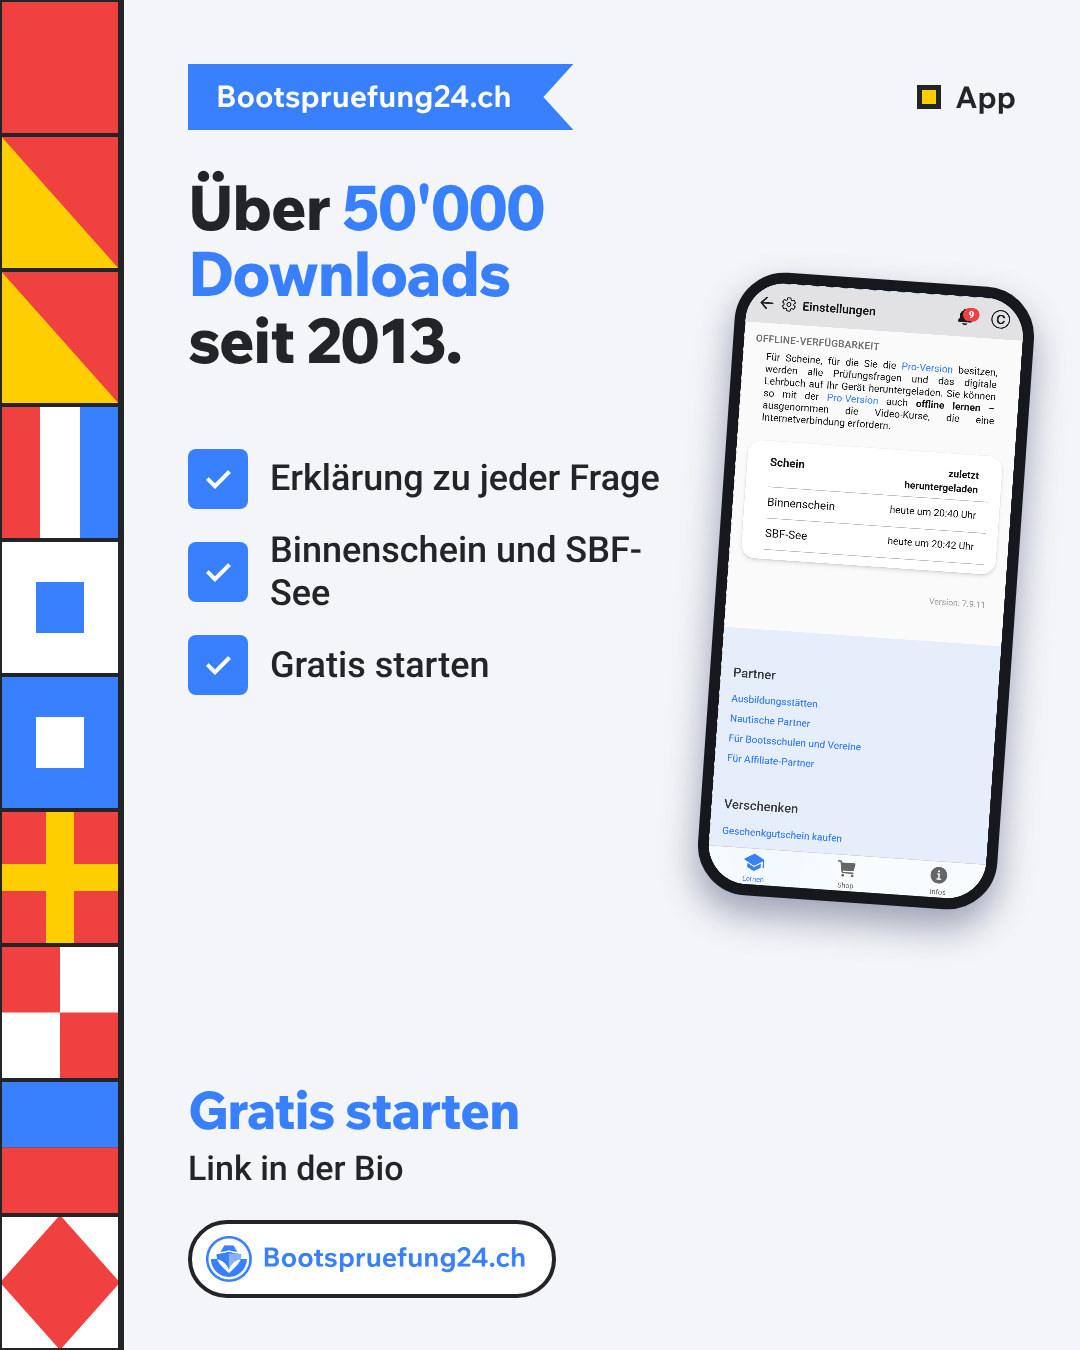 Bootspruefung24.ch
App
Über 50'000
Downloads
seit 2013.
Erklärung zu jeder Frage
Binnenschein und SBF-
See
Gratis starten
Einstellungen
9
C
OFFLINE-VERFÜGBARKEIT
Für Scheine, für die Sie die Pro-Version besitzen,
werden alle Prüfungsfragen und das digitale
Lehrbuch auf Ihr Gerät heruntergeladen. Sie können
so mit der Pro-Version auch offline lernen –
ausgenommen die Video-Kurse, die eine
Internetverbindung erfordern.
Schein
zuletzt
heruntergeladen
Binnenschein heute um 20:40 Uhr
SBF-See heute um 20:42 Uhr
Version: 7.9.11
Partner
Ausbildungsstätten
Nautische Partner
Für Bootsschulen und Vereine
Für Affiliate-Partner
Verschenken
Geschenkgutschein kaufen
Lernen Shop Infos
Gratis starten
Link in der Bio
Bootspruefung24.ch